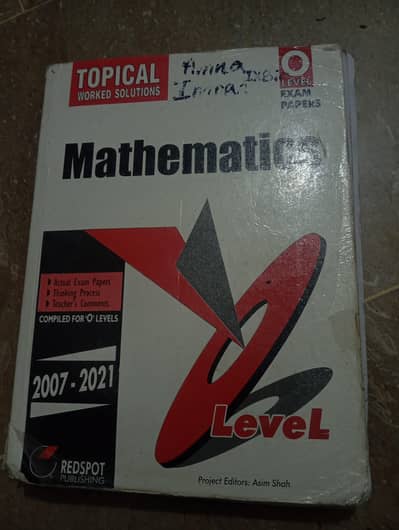 TOPICAL
WORKED SOLUTIONS
Amna
Imran
O
LEVEL
EXAM
PAPERS
Mathematics
Actual Exam Papers
Thinking Process
Teacher's Comments
COMPILED FOR 'O' LEVELS
2007 - 2021
LeveL
REDSPOT
PUBLISHING
Project Editors: Asim Shah